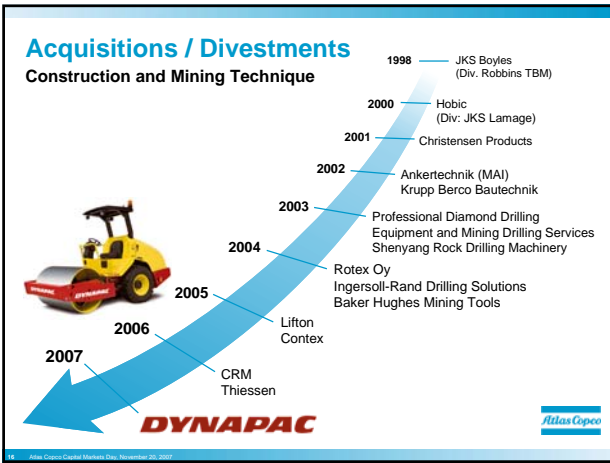 Acquisitions / Divestments
Construction and Mining Technique
1998
JKS Boyles
(Div. Robbins TBM)
2000
Hobic
(Div: JKS Lamage)
2001
Christensen Products
2002
Ankertechnik (MAI)
Krupp Berco Bautechnik
2003
Professional Diamond Drilling
Equipment and Mining Drilling Services
Shenyang Rock Drilling Machinery
2004
Rotex Oy
Ingersoll-Rand Drilling Solutions
Baker Hughes Mining Tools
2005
Lifton
Contex
2006
CRM
Thiessen
2007
DYNAPAC
DYNAPAC
Atlas Copco
16 Atlas Copco Capital Markets Day, November 20, 2007